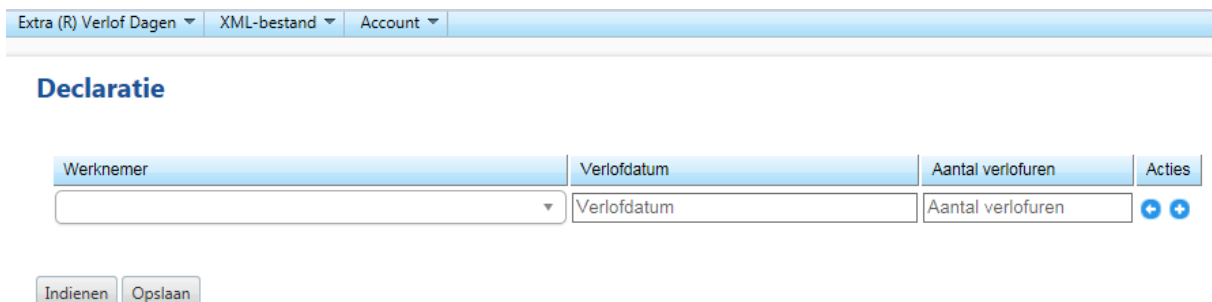 Extra (R) Verlof Dagen XML-bestand Account
Declaratie
Werknemer Verlofdatum Aantal verlofuren Acties
Verlofdatum Aantal verlofuren
Indienen Opslaan